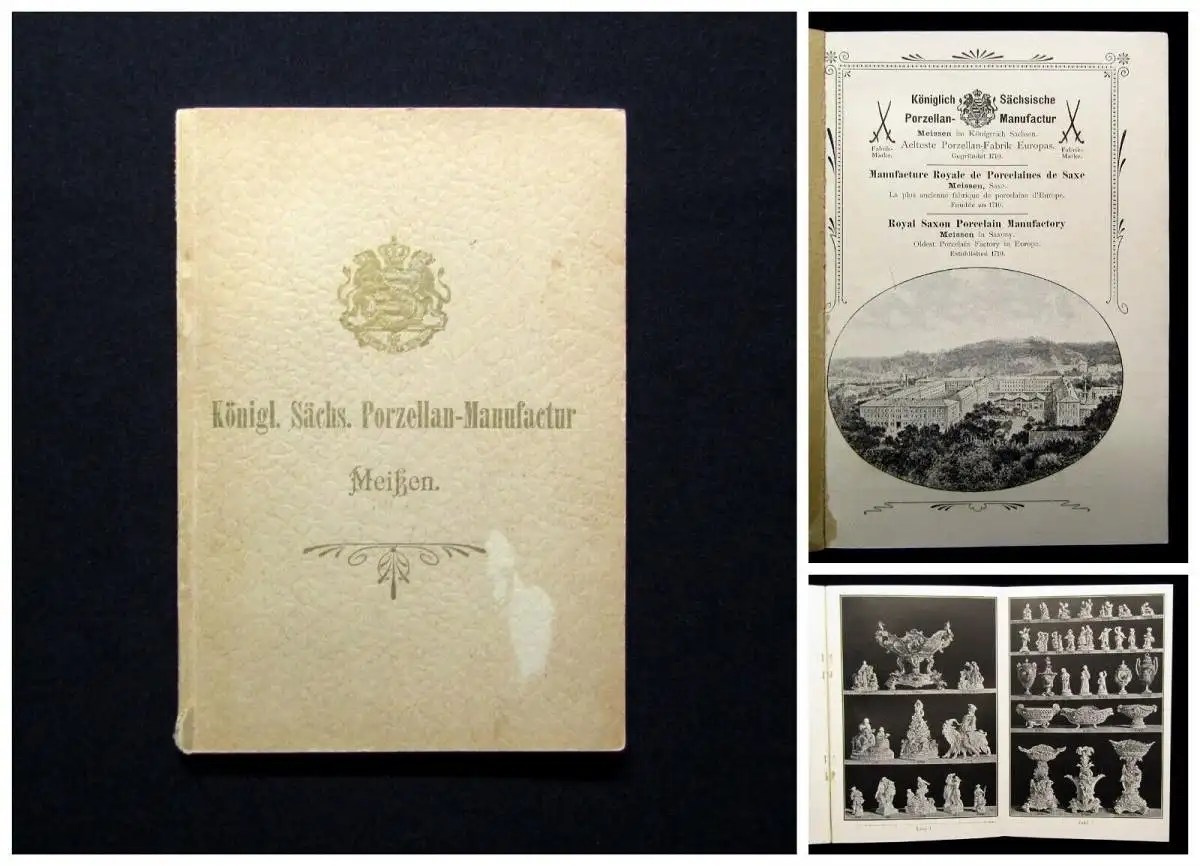 Königl. Sächs. Porzellan-Manufactur
Meißen.
Königlich Sächsische
Porzellan- Manufactur
Meissen im Königreich Sachsen.
Aelteste Porzellan-Fabrik Europas.
Gegründet 1710.
Fabrik-
Marke.
Fabrik-
Marke.
Manufacture Royale de Porcelaines de Saxe
Meissen, Saxe.
La plus ancienne fabrique de porcelaine d'Europe.
Fondée en 1710.
Royal Saxon Porcelain Manufactory
Meissen in Saxony.
Oldest Porcelain Factory in Europe.
Established 1710.